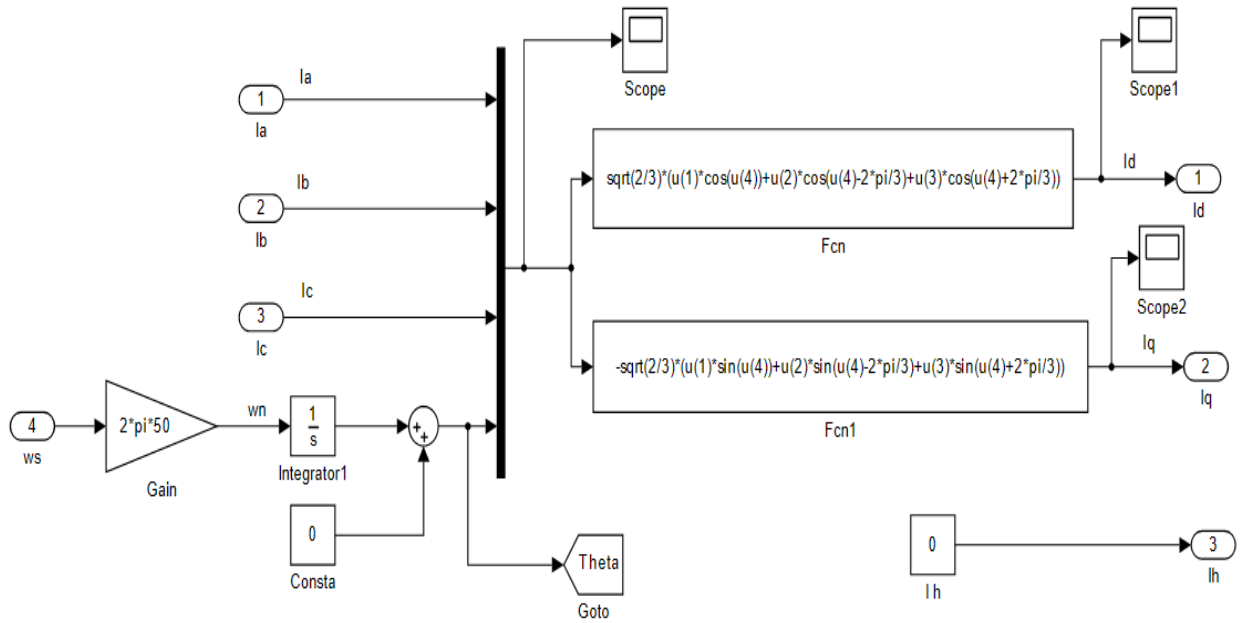 Scope
Scope1
Ia
1
Ia
sqrt(2/3)*(u(1)*cos(u(4))+u(2)*cos(u(4)-2*pi/3)+u(3)*cos(u(4)+2*pi/3))
Fcn
Id
1
Id
Ib
2
Ib
Scope2
Ic
3
Ic
-sqrt(2/3)*(u(1)*sin(u(4))+u(2)*sin(u(4)-2*pi/3)+u(3)*sin(u(4)+2*pi/3))
Fcn1
Iq
2
Iq
4
ws
2*pi*50
Gain
wn
1
s
Integrator1
+
+
0
Consta
Theta
Goto
0
I h
3
Ih